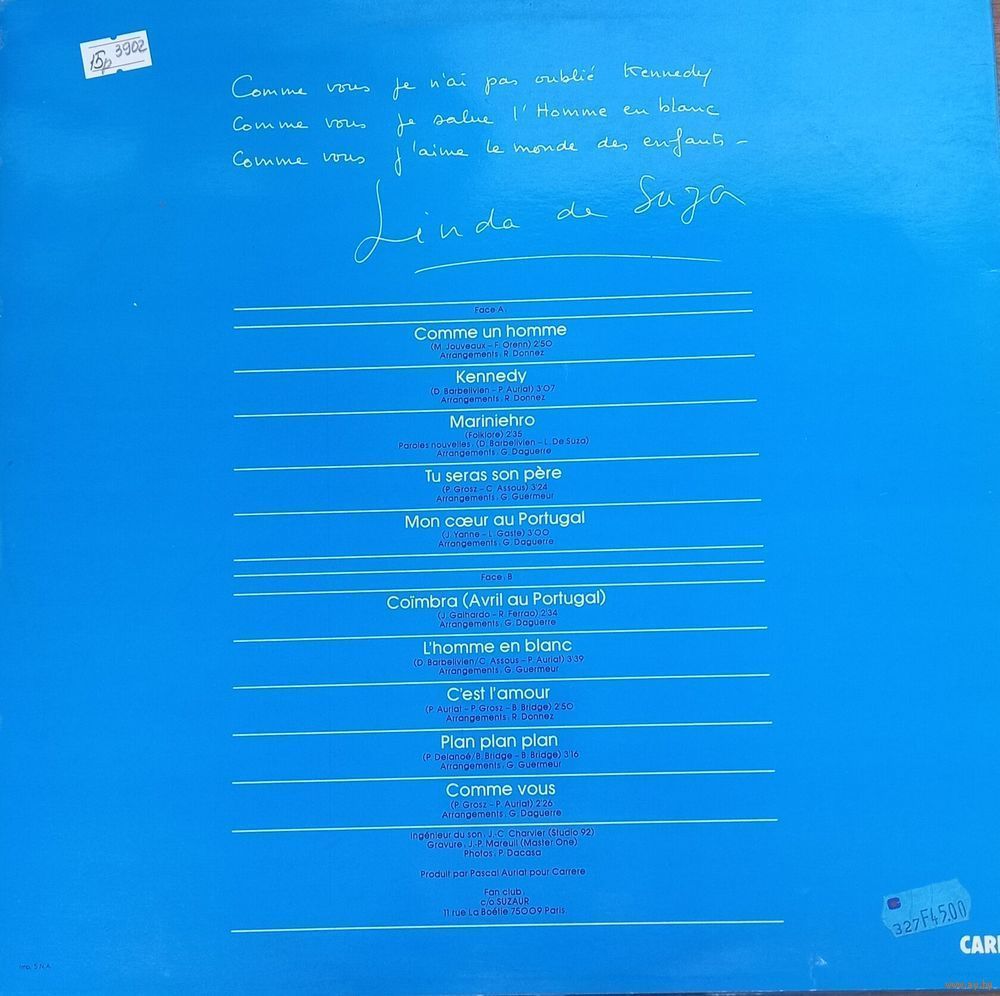 15p 3902
Comme vous je n'ai pas oublié Kennedy
Comme vous je salue l'Homme en blanc
Comme vous j'aime le monde des enfants -
Linda de Suza
Face A.
Comme un homme
(M. Jouveaux - F. Orenn) 2'50
Arrangements. R. Donnez
Kennedy
(D. Barbelivien - P. Auriat) 3'07
Arrangements. R. Donnez
Mariniehro
(Folklore) 2'35
Paroles nouvelles. (D. Barbelivien - L. De Suza)
Arrangements. G. Daguerre
Tu seras son père
(P. Grosz - C. Assous) 3'24
Arrangements. G. Guermeur
Mon cœur au Portugal
(J. Yanne - L. Gasté) 3'00
Arrangements. G. Daguerre
Face. B
Coïmbra (Avril au Portugal)
(J. Galhardo - R. Ferrao) 2'34
Arrangements. G. Daguerre
L'homme en blanc
(D. Barbelivien/C. Assous - P. Auriat) 3'39
Arrangements. G. Guermeur
C'est l'amour
(P. Auriat - P. Grosz - B. Bridge) 2'50
Arrangements. R. Donnez
Plan plan plan
(P. Delanoé/B. Bridge - B. Bridge) 3'16
Arrangements. G. Guermeur
Comme vous
(P. Grosz - P. Auriat) 2'26
Arrangements. G. Daguerre
Ingénieur du son. J.-C. Charvier (Studio 92)
Gravure. J.-P. Mareuil (Master One)
Photos. P. Dacasa
Produit par Pascal Auriat pour Carrere
Fan club.
c/o SUZAUR
11 rue La Boétie 75009 Paris.
327F45.00
CARR
Imp. S.N.A.
www.ay.by